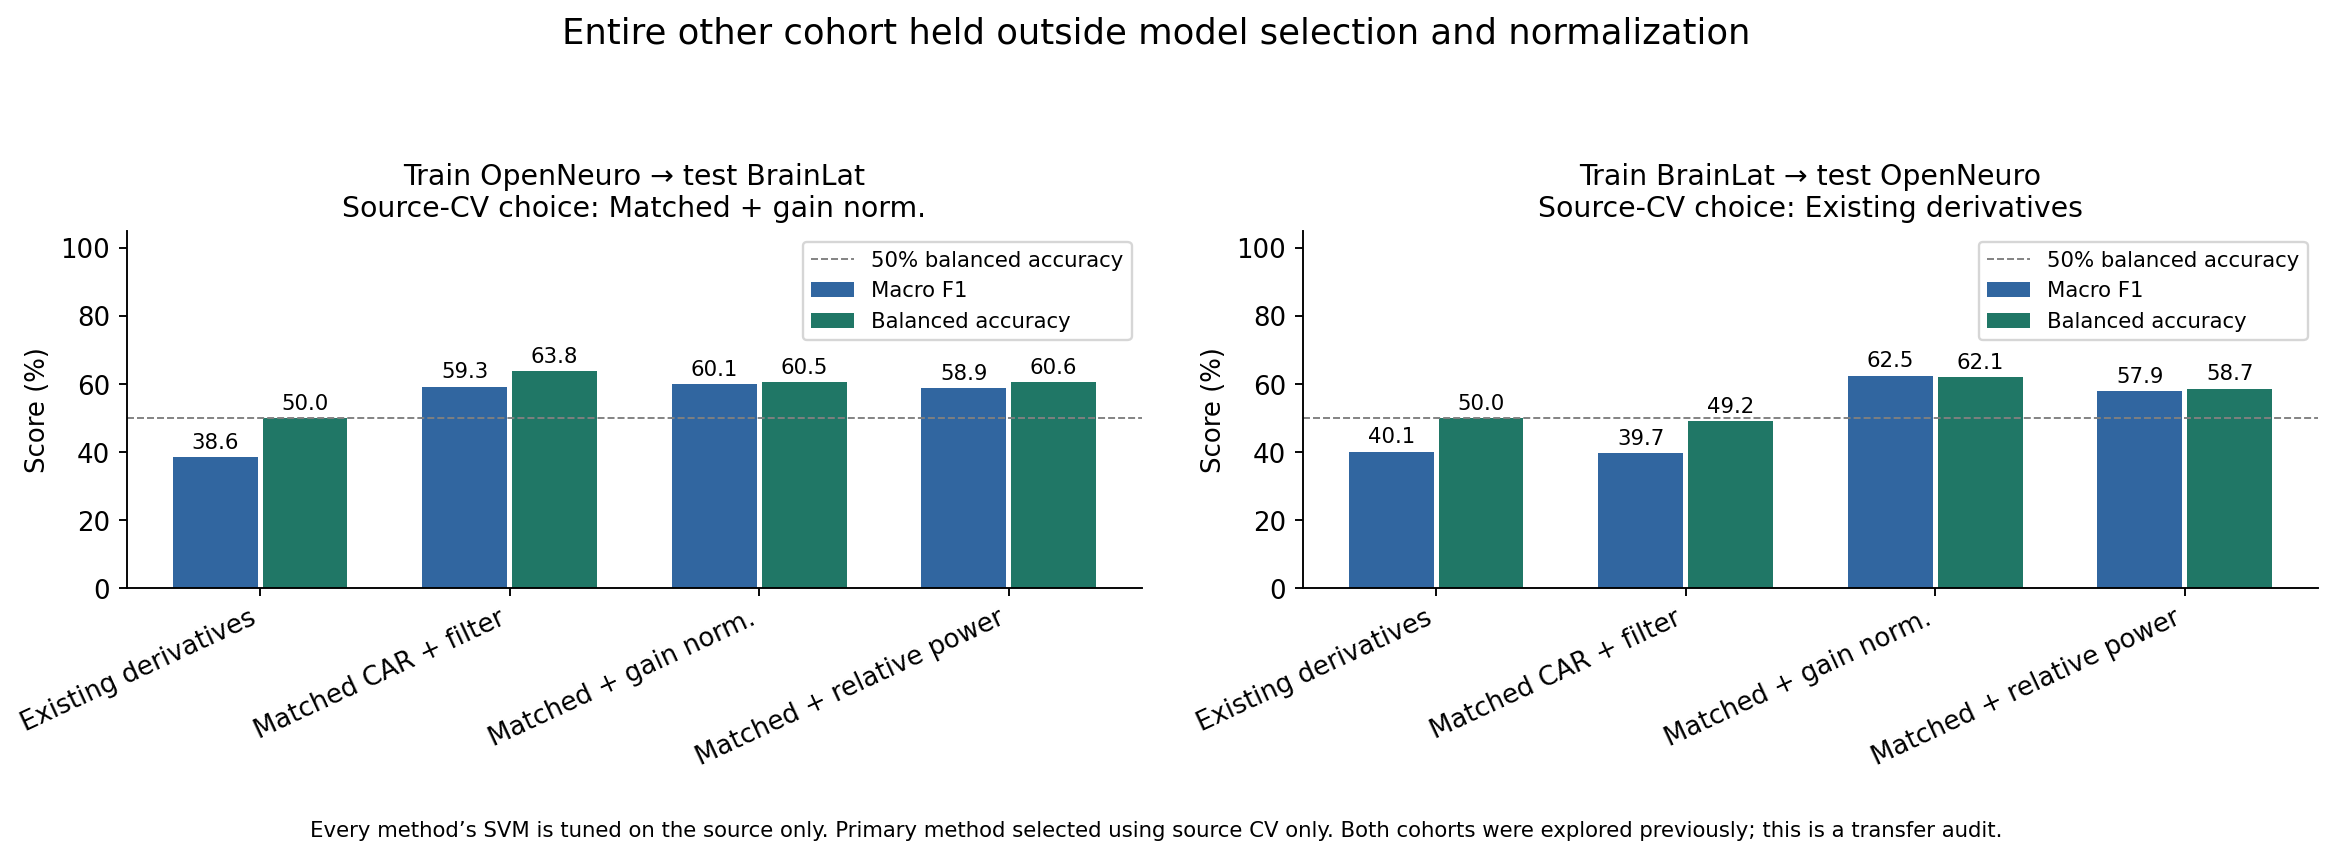 Entire other cohort held outside model selection and normalization
Train OpenNeuro → test BrainLat
Source-CV choice: Matched + gain norm.
Score (%)
100
80
60
40
20
0
50% balanced accuracy
Macro F1
Balanced accuracy
38.6
50.0
59.3
63.8
60.1
60.5
58.9
60.6
Existing derivatives
Matched CAR + filter
Matched + gain norm.
Matched + relative power
Train BrainLat → test OpenNeuro
Source-CV choice: Existing derivatives
Score (%)
100
80
60
40
20
0
50% balanced accuracy
Macro F1
Balanced accuracy
40.1
50.0
39.7
49.2
62.5
62.1
57.9
58.7
Existing derivatives
Matched CAR + filter
Matched + gain norm.
Matched + relative power
Every method’s SVM is tuned on the source only. Primary method selected using source CV only. Both cohorts were explored previously; this is a transfer audit.